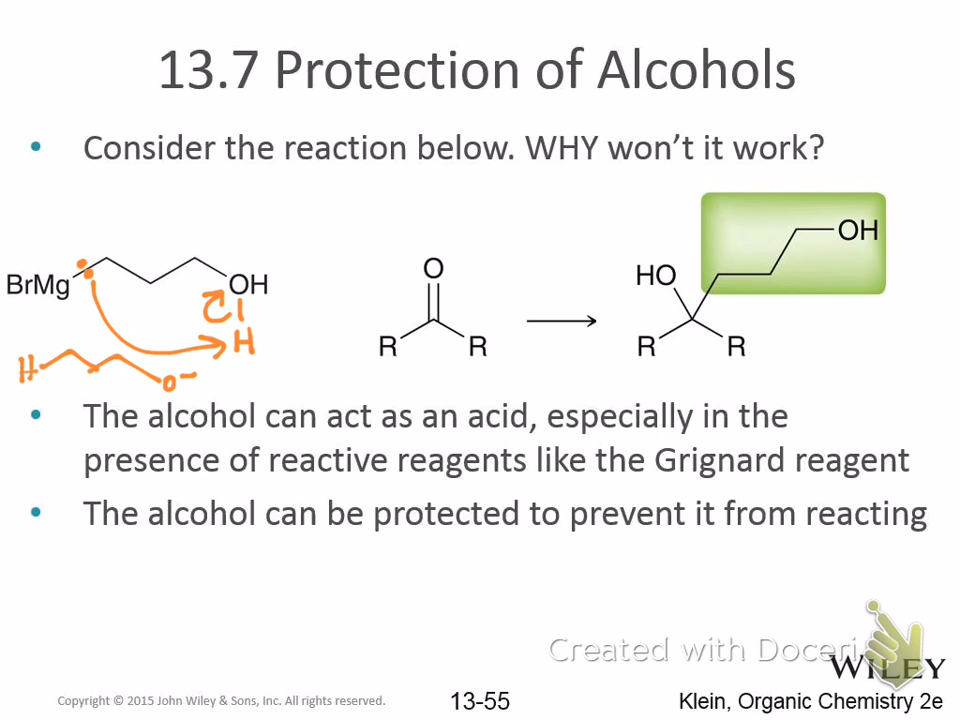 13.7 Protection of Alcohols
• Consider the reaction below. WHY won't it work?
BrMg
OH
H
H
O−
O
R
R
HO
OH
R
R
• The alcohol can act as an acid, especially in the
presence of reactive reagents like the Grignard reagent
• The alcohol can be protected to prevent it from reacting
Created with Doceri
WILEY
Copyright © 2015 John Wiley & Sons, Inc. All rights reserved.
13-55
Klein, Organic Chemistry 2e